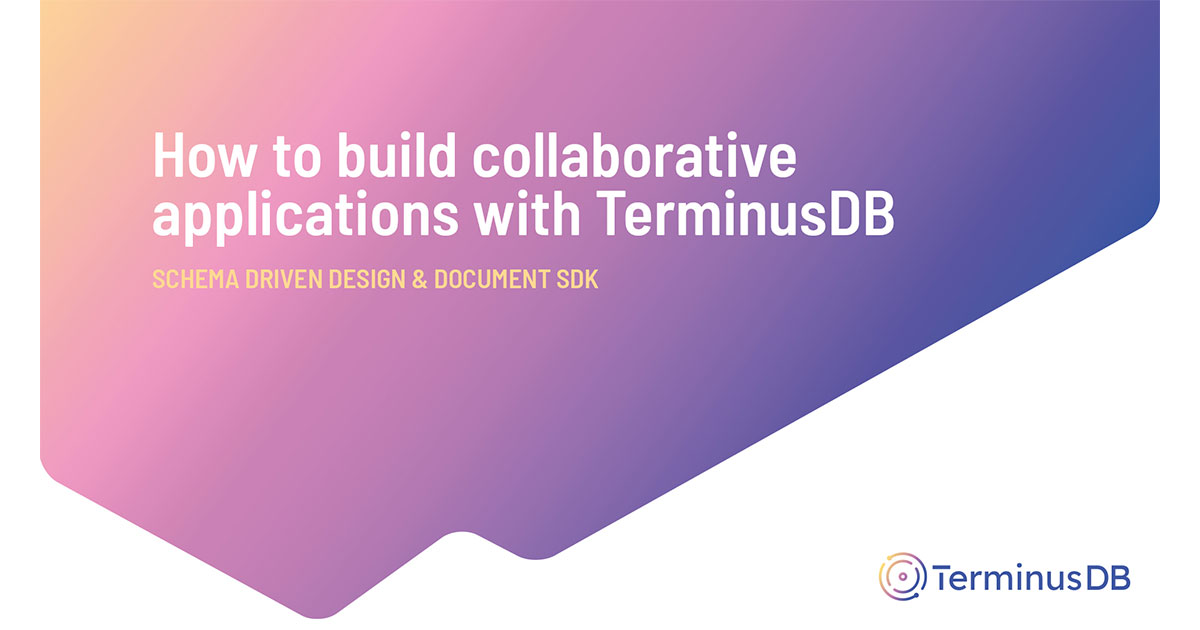 How to build collaborative
applications with TerminusDB
SCHEMA DRIVEN DESIGN & DOCUMENT SDK
TerminusDB